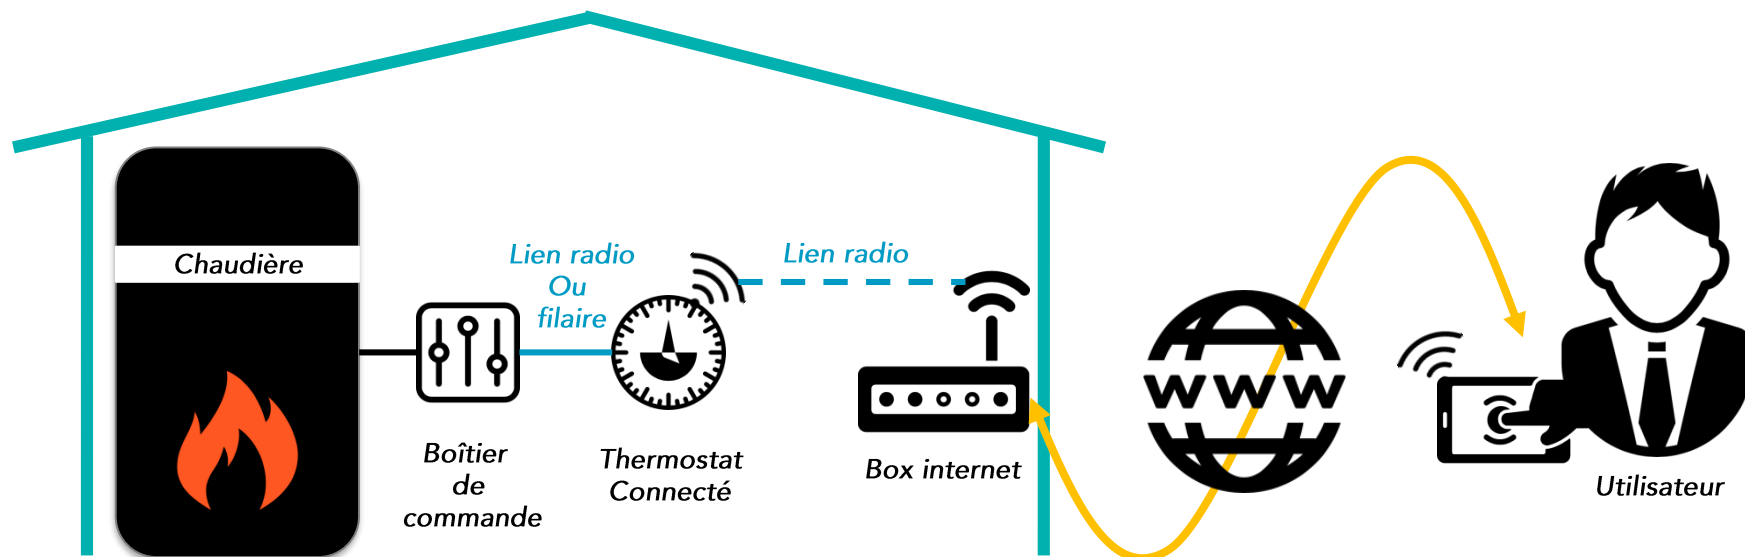 Chaudière
Lien radio
Ou
filaire
Lien radio
Boîtier
de
commande
Thermostat
Connecté
Box internet
www
Utilisateur